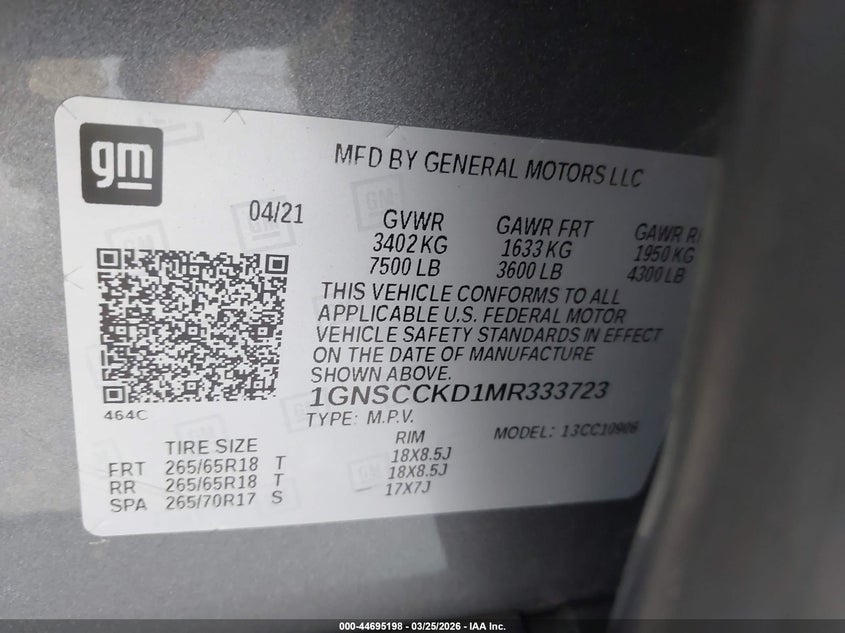 gm
MFD BY GENERAL MOTORS LLC
04/21
GVWR GAWR FRT GAWR
3402 KG 1633 KG 1950 KG
7500 LB 3600 LB 4300 LB
THIS VEHICLE CONFORMS TO ALL
APPLICABLE U.S. FEDERAL MOTOR
VEHICLE SAFETY STANDARDS IN EFFECT
ON THE DATE OF MANUFACTURE
SHOWN ABOVE.
1GNSCCKD1MR333723
464C
TYPE: M.P.V. MODEL: 13CC10906
TIRE SIZE RIM
FRT 265/65R18 T 18X8.5J
RR 265/65R18 T 18X8.5J
SPA 265/70R17 S 17X7J
000-44695198 - 03/25/2026 - IAA Inc.